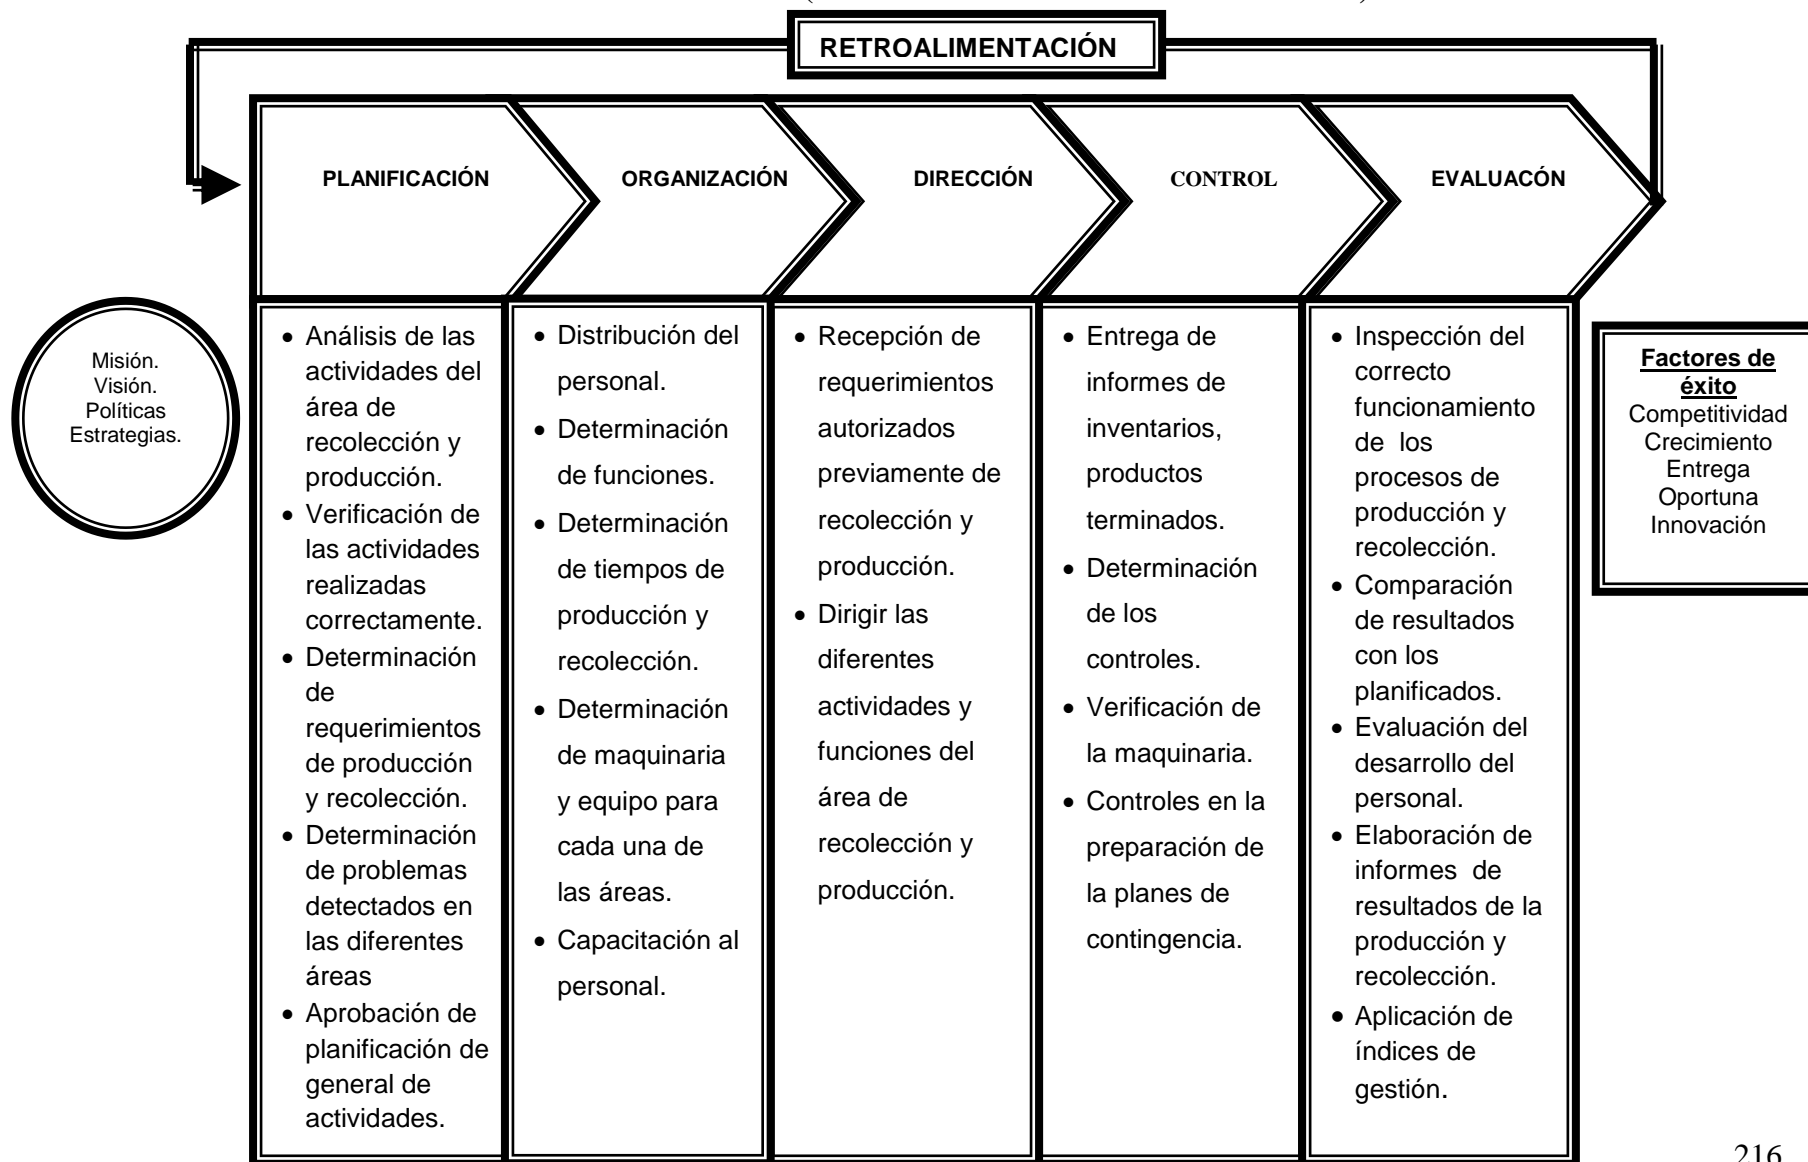 RETROALIMENTACIÓN
PLANIFICACIÓN
ORGANIZACIÓN
DIRECCIÓN
CONTROL
EVALUACÓN
Misión.
Visión.
Políticas
Estrategias.
• Análisis de las
actividades del
área de
recolección y
producción.
• Verificación de
las actividades
realizadas
correctamente.
• Determinación
de
requerimientos
de producción
y recolección.
• Determinación
de problemas
detectados en
las diferentes
áreas
• Aprobación de
planificación de
general de
actividades.
• Distribución del
personal.
• Determinación
de funciones.
• Determinación
de tiempos de
producción y
recolección.
• Determinación
de maquinaria
y equipo para
cada una de
las áreas.
• Capacitación al
personal.
• Recepción de
requerimientos
autorizados
previamente de
recolección y
producción.
• Dirigir las
diferentes
actividades y
funciones del
área de
recolección y
producción.
• Entrega de
informes de
inventarios,
productos
terminados.
• Determinación
de los
controles.
• Verificación de
la maquinaria.
• Controles en la
preparación de
la planes de
contingencia.
• Inspección del
correcto
funcionamiento
de  los
procesos de
producción y
recolección.
• Comparación
de resultados
con los
planificados.
• Evaluación del
desarrollo del
personal.
• Elaboración de
informes  de
resultados de la
producción y
recolección.
• Aplicación de
índices de
gestión.
Factores de
éxito
Competitividad
Crecimiento
Entrega
Oportuna
Innovación
216